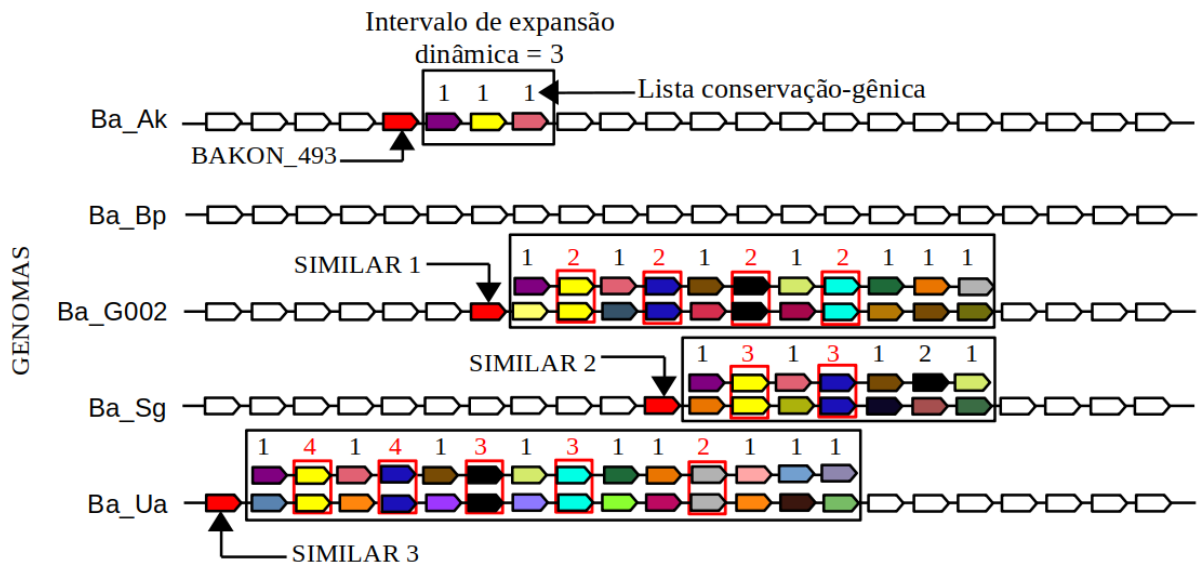 Intervalo de expansão
dinâmica = 3
1 1 1
Lista conservação-gênica
Ba_Ak
BAKON_493
Ba_Bp
GENOMAS
1 2 1 2 1 2 1 2 1 1 1
SIMILAR 1
Ba_G002
1 3 1 3 1 2 1
SIMILAR 2
Ba_Sg
1 4 1 4 1 3 1 3 1 1 2 1 1 1
Ba_Ua
SIMILAR 3